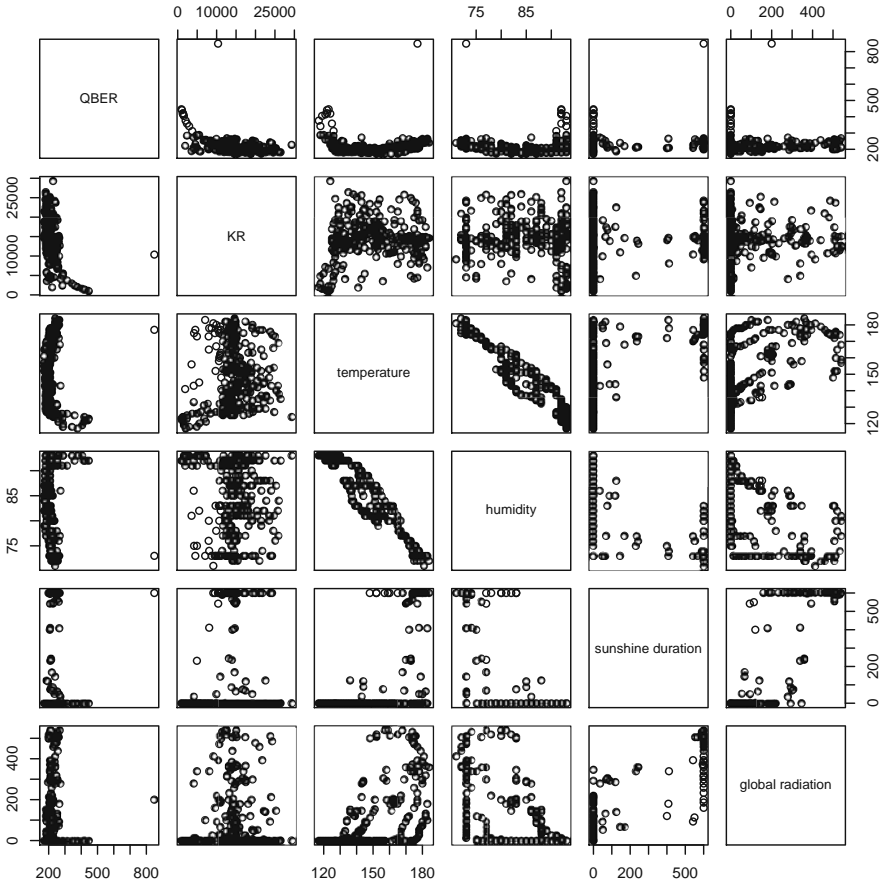 0 10000 25000 75 85 0 200 400
QBER
200 500 800
0 10000 25000
KR
temperature
120 150 180
75 85
humidity
sunshine duration
0 200 600
0 200 400
global radiation
200 500 800 120 150 180 0 200 600